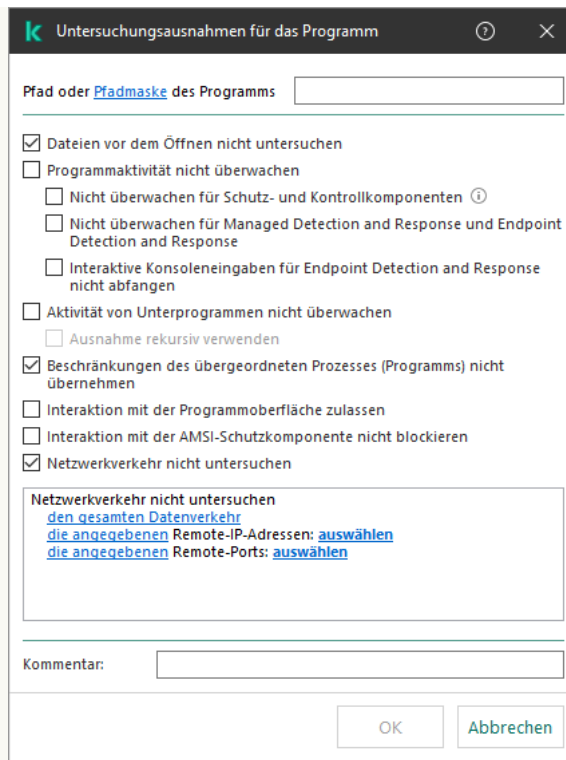 Untersuchungsausnahmen für das Programm
Pfad oder Pfadmaske des Programms
Dateien vor dem Öffnen nicht untersuchen
Programmaktivität nicht überwachen
Nicht überwachen für Schutz- und Kontrollkomponenten
Nicht überwachen für Managed Detection and Response und Endpoint
Detection and Response
Interaktive Konsoleneingaben für Endpoint Detection and Response
nicht abfangen
Aktivität von Unterprogrammen nicht überwachen
Ausnahme rekursiv verwenden
Beschränkungen des übergeordneten Prozesses (Programms) nicht
übernehmen
Interaktion mit der Programmoberfläche zulassen
Interaktion mit der AMSI-Schutzkomponente nicht blockieren
Netzwerkverkehr nicht untersuchen
Netzwerkverkehr nicht untersuchen
den gesamten Datenverkehr
die angegebenen Remote-IP-Adressen: auswählen
die angegebenen Remote-Ports: auswählen
Kommentar:
OK
Abbrechen